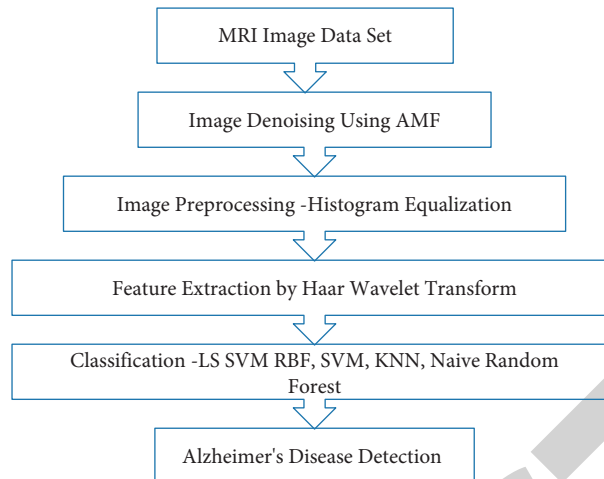 MRI Image Data Set
Image Denoising Using AMF
Image Preprocessing -Histogram Equalization
Feature Extraction by Haar Wavelet Transform
Classification -LS SVM RBF, SVM, KNN, Naive Random
Forest
Alzheimer's Disease Detection